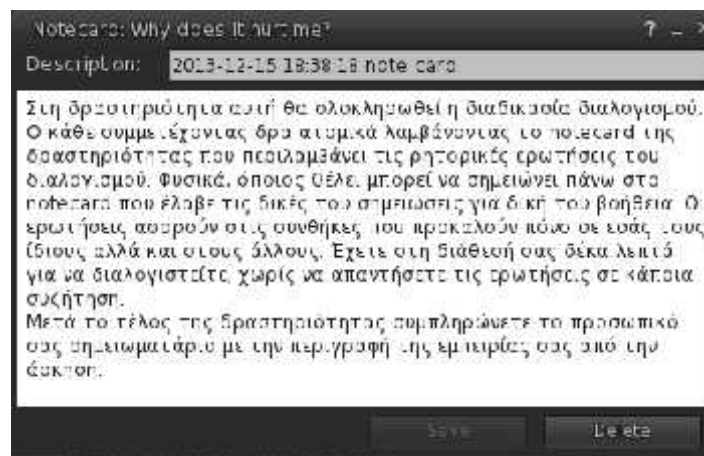 Notecard: Why does it hurt me? ? _ ×
Description: 2013-12-15 18:38:18 note card
Στη δραστηριότητα αυτή θα ολοκληρωθεί η διαδικασία διαλογισμού.
Ο κάθε συμμετέχοντας δρα ατομικά λαμβάνοντας το notecard της
δραστηριότητας που περιλαμβάνει τις ρητορικές ερωτήσεις του
διαλογισμού. Φυσικά, όποιος θέλει μπορεί να σημειώνει πάνω στο
notecard που έλαβε τις δικές του σημειώσεις για δική του βοήθεια. Ο
ερωτήσεις αφορούν στις συνθήκες που προκαλούν πόνο σε εσάς τους
ίδιους αλλά και στους άλλους. Έχετε στη διάθεσή σας δέκα λεπτά
για να διαλογιστείτε, χωρίς να απαντήσετε τις ερωτήσεις σε κάποια
συζήτηση.
Μετά το τέλος της δραστηριότητας συμπληρώνετε το προσωπικό
σας σημειωματάριο με την περιγραφή της εμπειρίας σας από την
άσκηση.
Save Delete